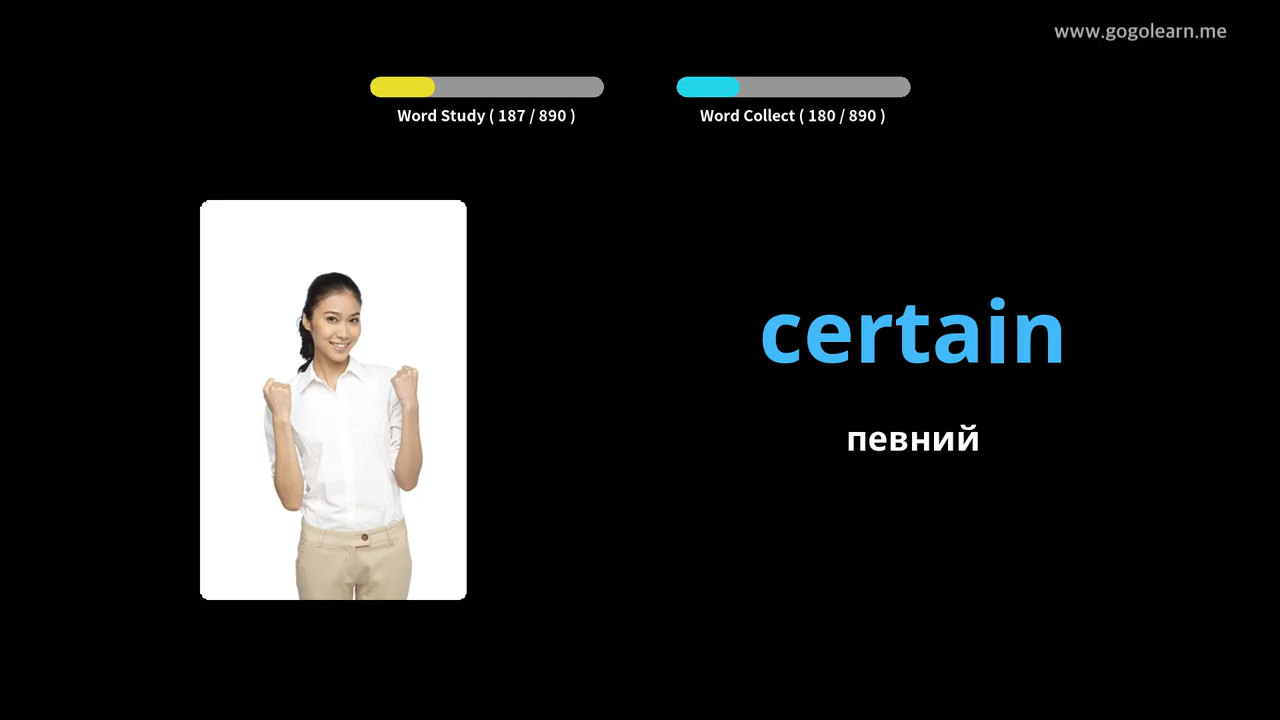 www.gogolearn.me
Word Study ( 187 / 890 )
Word Collect ( 180 / 890 )
certain
певний